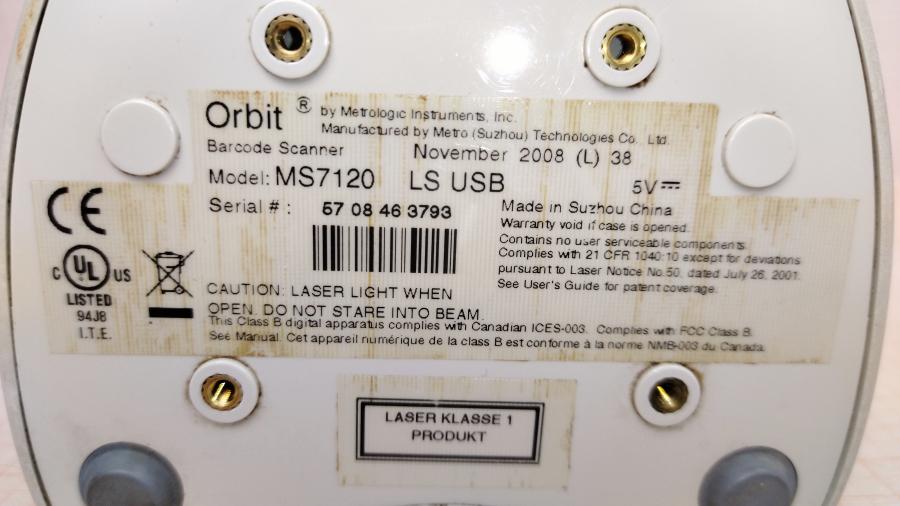 Orbit ® by Metrologic Instruments, Inc.
Manufactured by Metro (Suzhou) Technologies Co. Ltd.
Barcode Scanner November 2008 (L) 38
Model: MS7120 LS USB 5V
Serial # : 57 08 46 3793
Made in Suzhou China
Warranty void if case is opened.
Contains no user serviceable components.
Complies with 21 CFR 1040.10 except for deviations
pursuant to Laser Notice No.50, dated July 26, 2001.
See User's Guide for patent coverage.
CAUTION: LASER LIGHT WHEN
OPEN. DO NOT STARE INTO BEAM.
This Class B digital apparatus complies with Canadian ICES-003. Complies with FCC Class B.
See Manual. Cet appareil numérique de la class B est conforme à la norme NMB-003 du Canada.
CE
C UL US
LISTED
94J8
I.T.E.
LASER KLASSE 1
PRODUKT